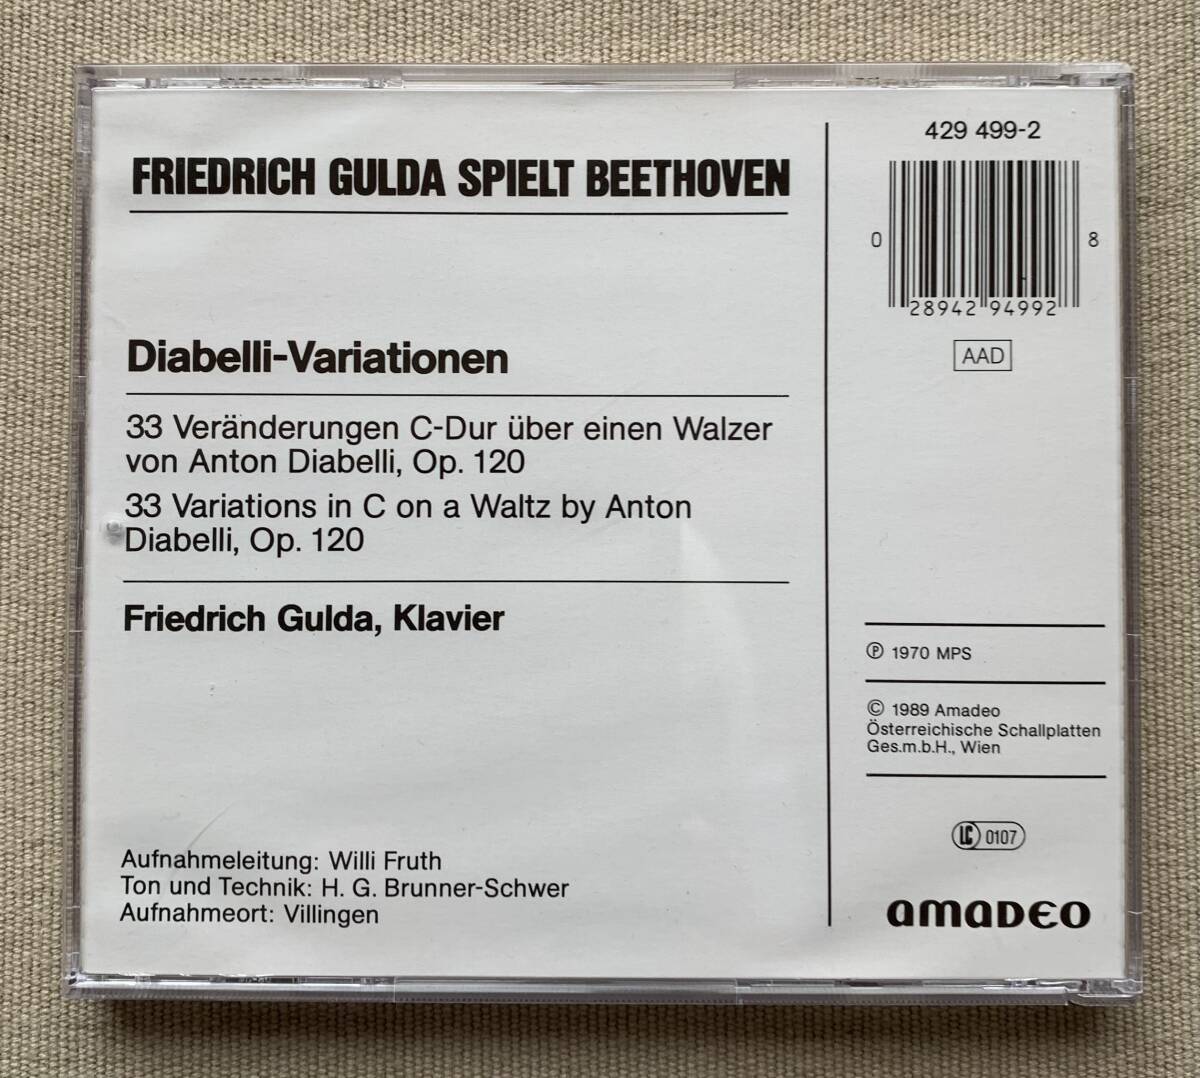 FRIEDRICH GULDA SPIELT BEETHOVEN
Diabelli-Variationen
33 Veränderungen C-Dur über einen Walzer
von Anton Diabelli, Op. 120
33 Variations in C on a Waltz by Anton
Diabelli, Op. 120
Friedrich Gulda, Klavier
Aufnahmeleitung: Willi Fruth
Ton und Technik: H. G. Brunner-Schwer
Aufnahmeort: Villingen
429 499-2
0 28942 94992 8
AAD
℗ 1970 MPS
© 1989 Amadeo
Österreichische Schallplatten
Ges.m.b.H., Wien
LC 0107
amadeo